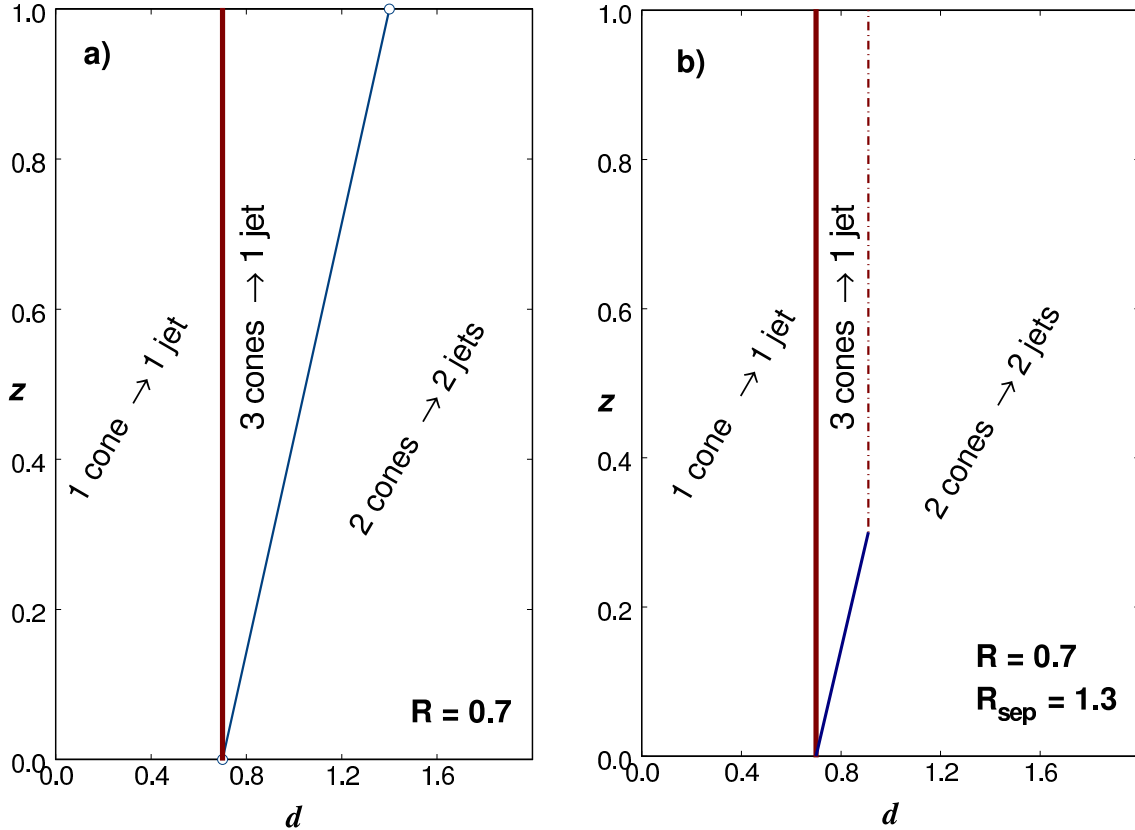 a)
1.0
0.8
0.6
z
0.4
0.2
0.0
0.0 0.4 0.8 1.2 1.6
d
1 cone → 1 jet
3 cones → 1 jet
2 cones → 2 jets
R = 0.7
b)
1.0
0.8
0.6
z
0.4
0.2
0.0
0.0 0.4 0.8 1.2 1.6
d
1 cone → 1 jet
3 cones → 1 jet
2 cones → 2 jets
R = 0.7
Rsep = 1.3